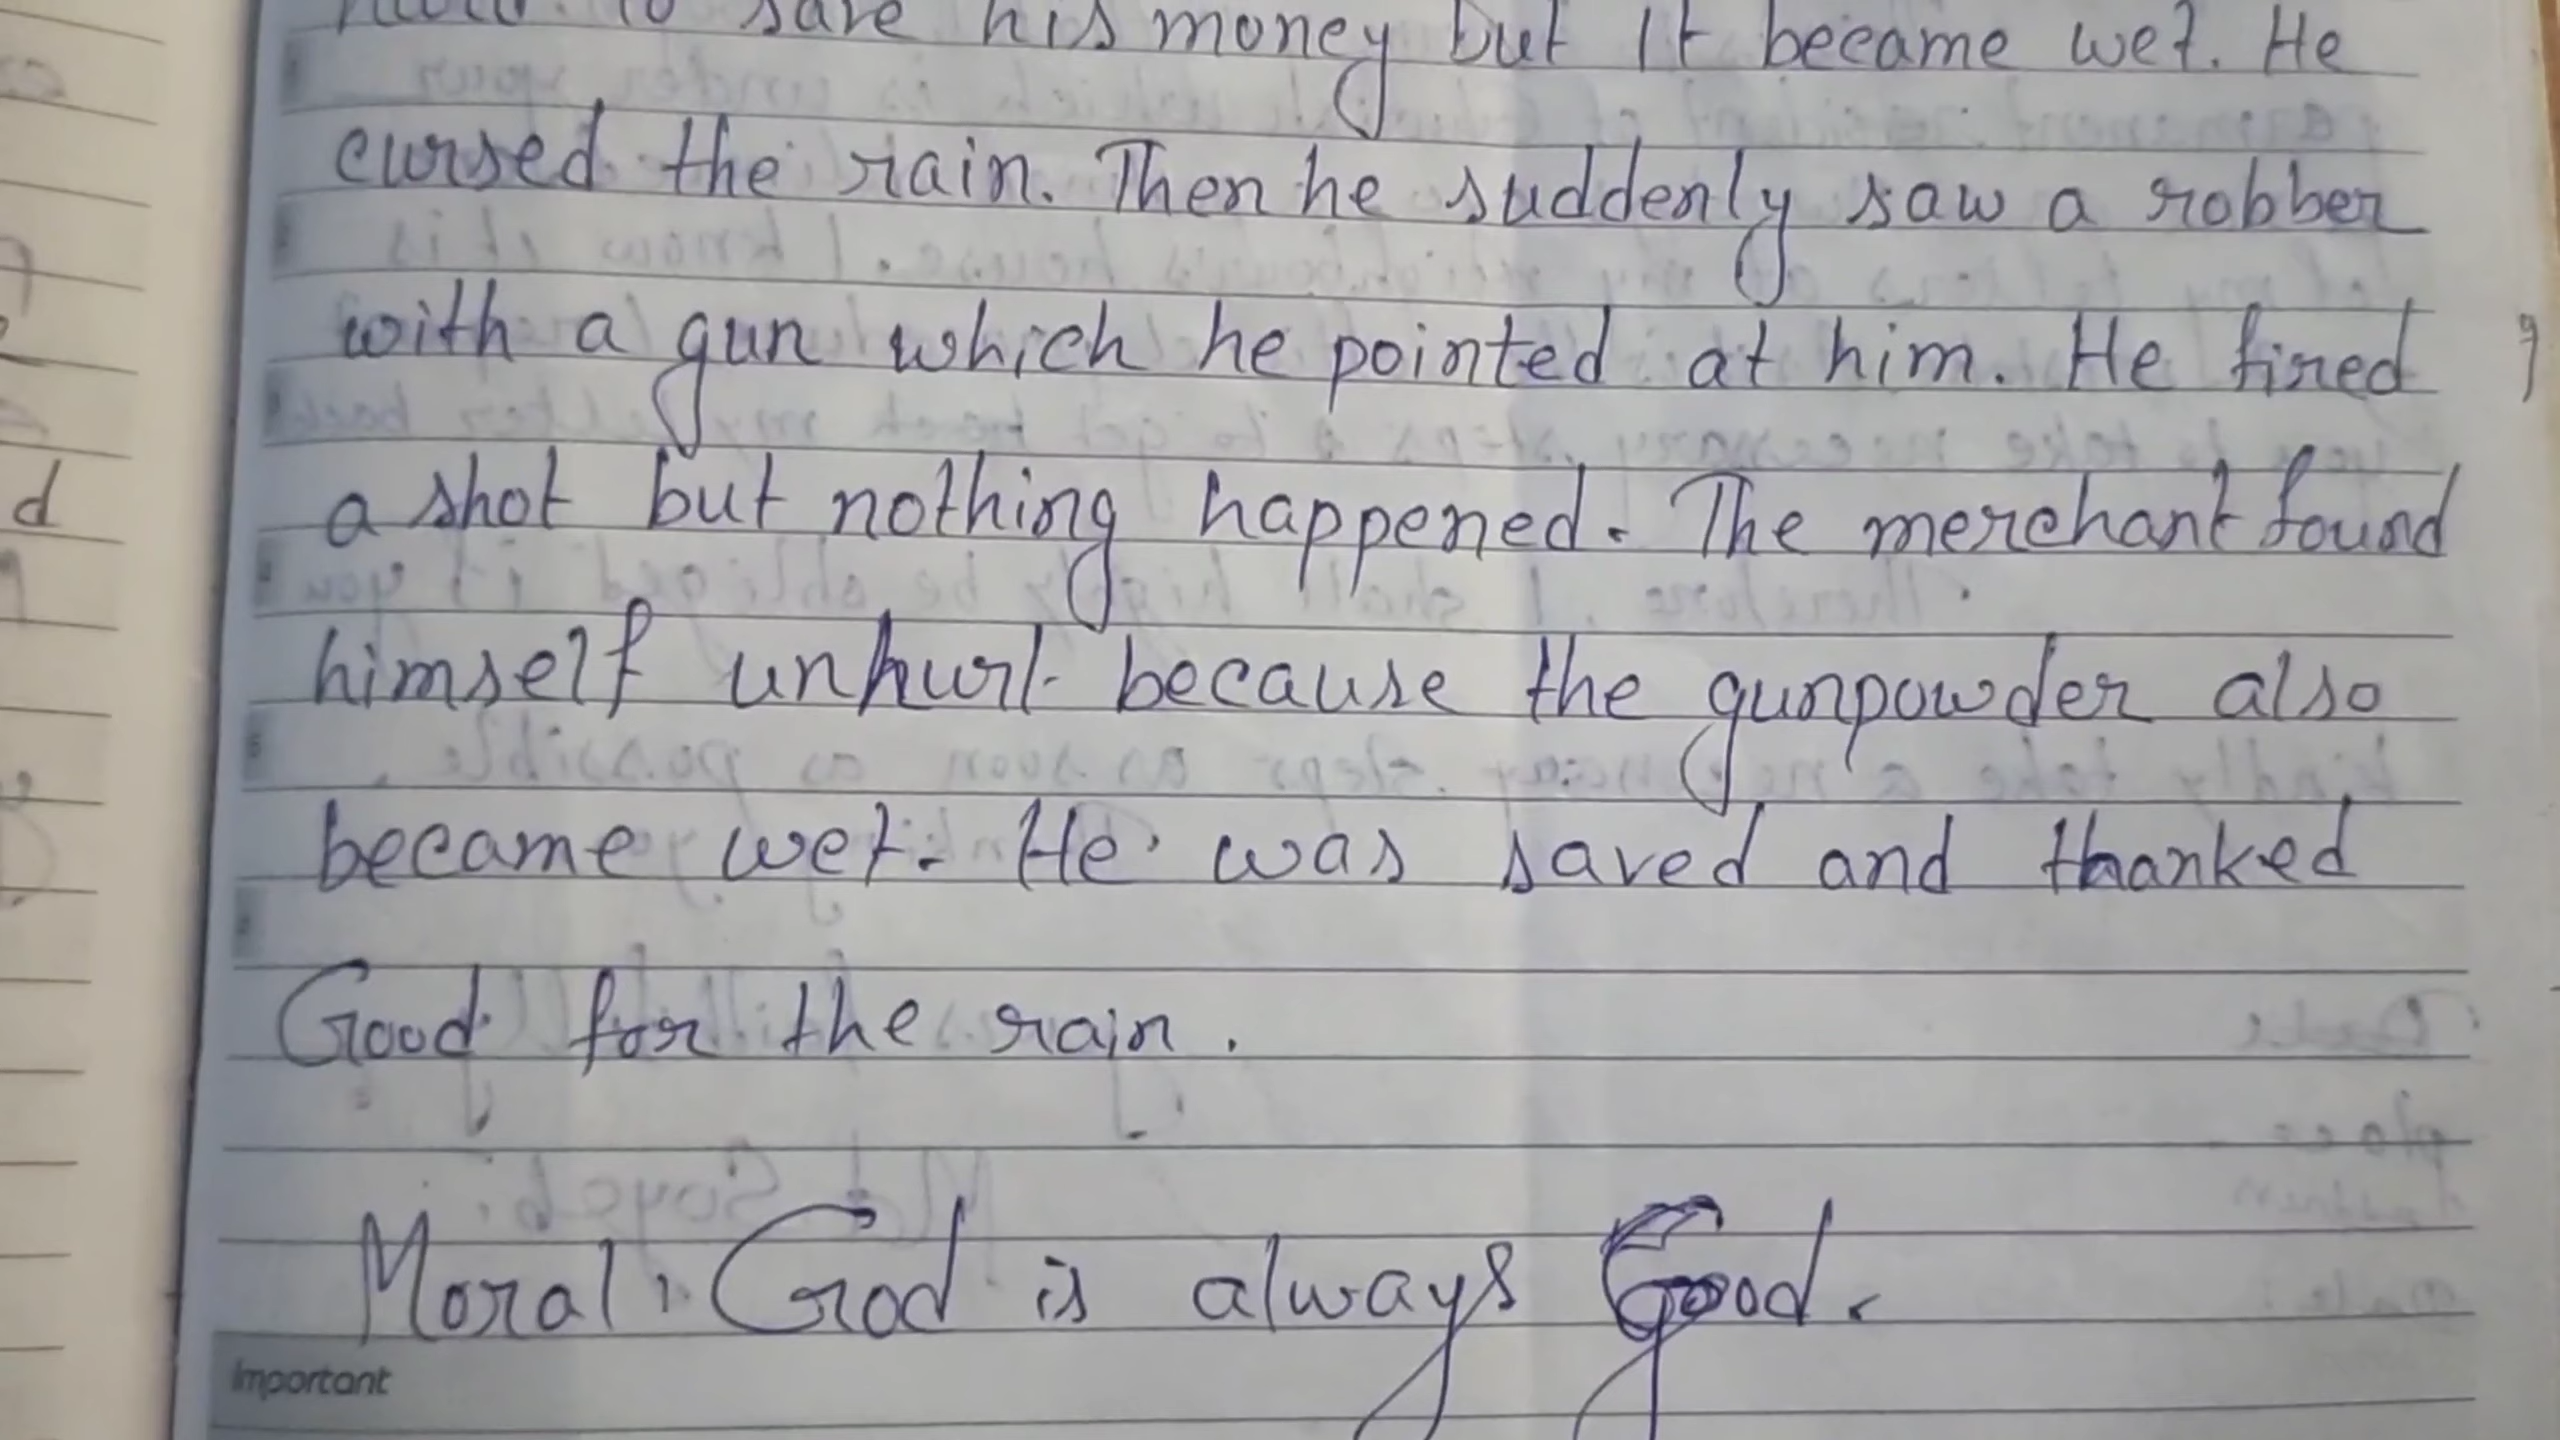 to save his money but it became wet. He
cursed the rain. Then he suddenly saw a robber
with a gun which he pointed at him. He fired
a shot but nothing happened. The merchant found
himself unhurt because the gunpowder also
became wet. He was saved and thanked
Good for the rain.
Moral: God is always Good.
Important